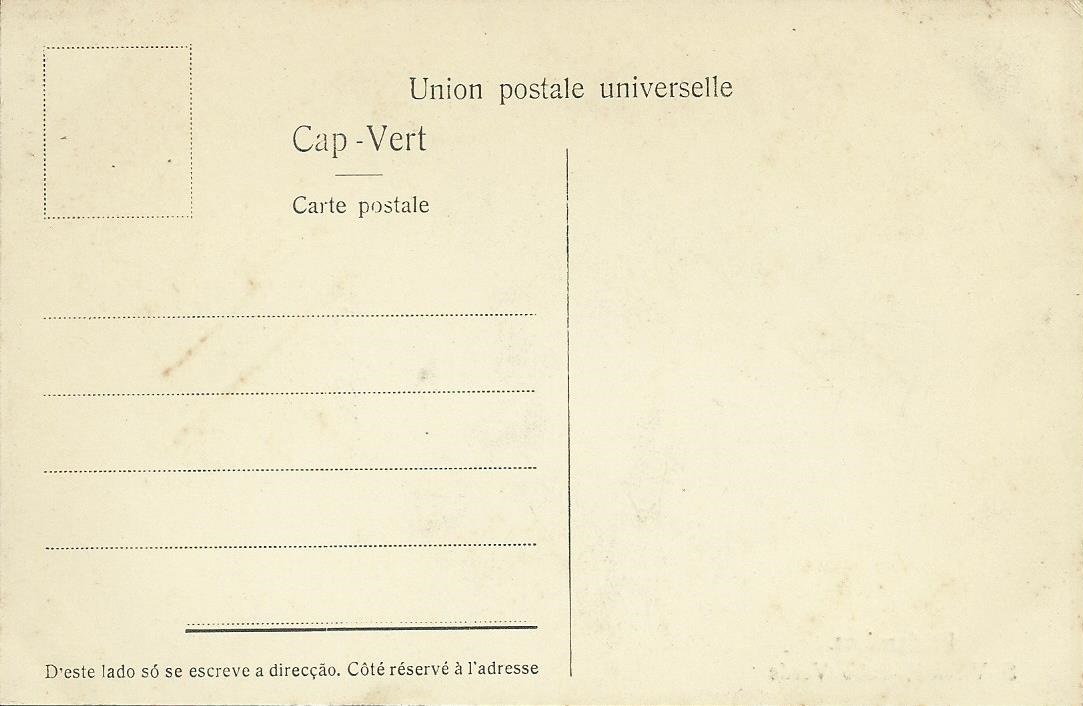 Union postale universelle
Cap-Vert
Carte postale
D'este lado só se escreve a direcção. Côté réservé à l'adresse